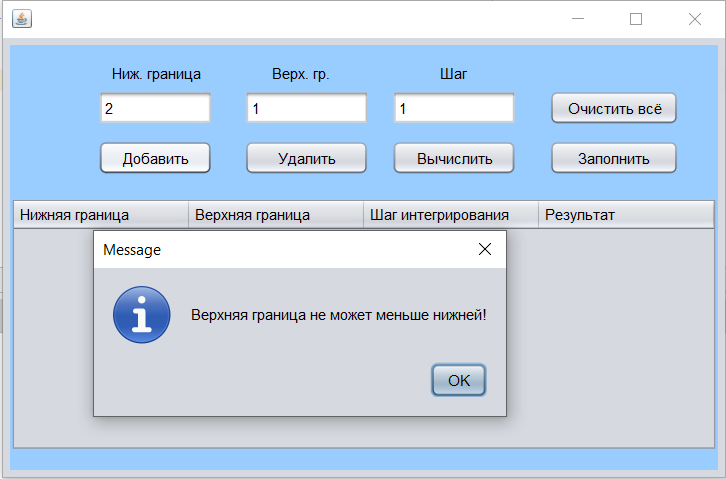 Ниж. граница Верх. гр. Шаг
2 1 1 Очистить всё
Добавить Удалить Вычислить Заполнить
Нижняя граница Верхняя граница Шаг интегрирования Результат
Message
Верхняя граница не может меньше нижней!
OK